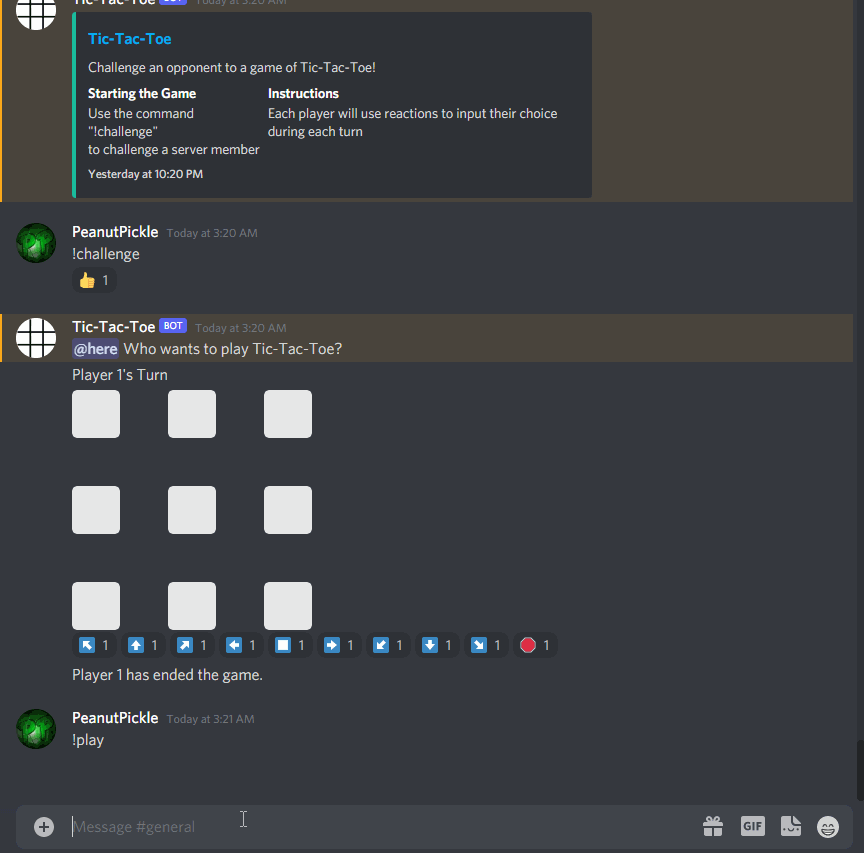 Tic-Tac-Toe BOT Today at 3:20 AM
Tic-Tac-Toe
Challenge an opponent to a game of Tic-Tac-Toe!
Starting the Game
Use the command
"!challenge"
to challenge a server member
Instructions
Each player will use reactions to input their choice
during each turn
Yesterday at 10:20 PM
PeanutPickle Today at 3:20 AM
!challenge
1
Tic-Tac-Toe BOT Today at 3:20 AM
@here Who wants to play Tic-Tac-Toe?
Player 1's Turn
1 1 1 1 1 1 1 1 1 1
Player 1 has ended the game.
PeanutPickle Today at 3:21 AM
!play
Message #general
GIF